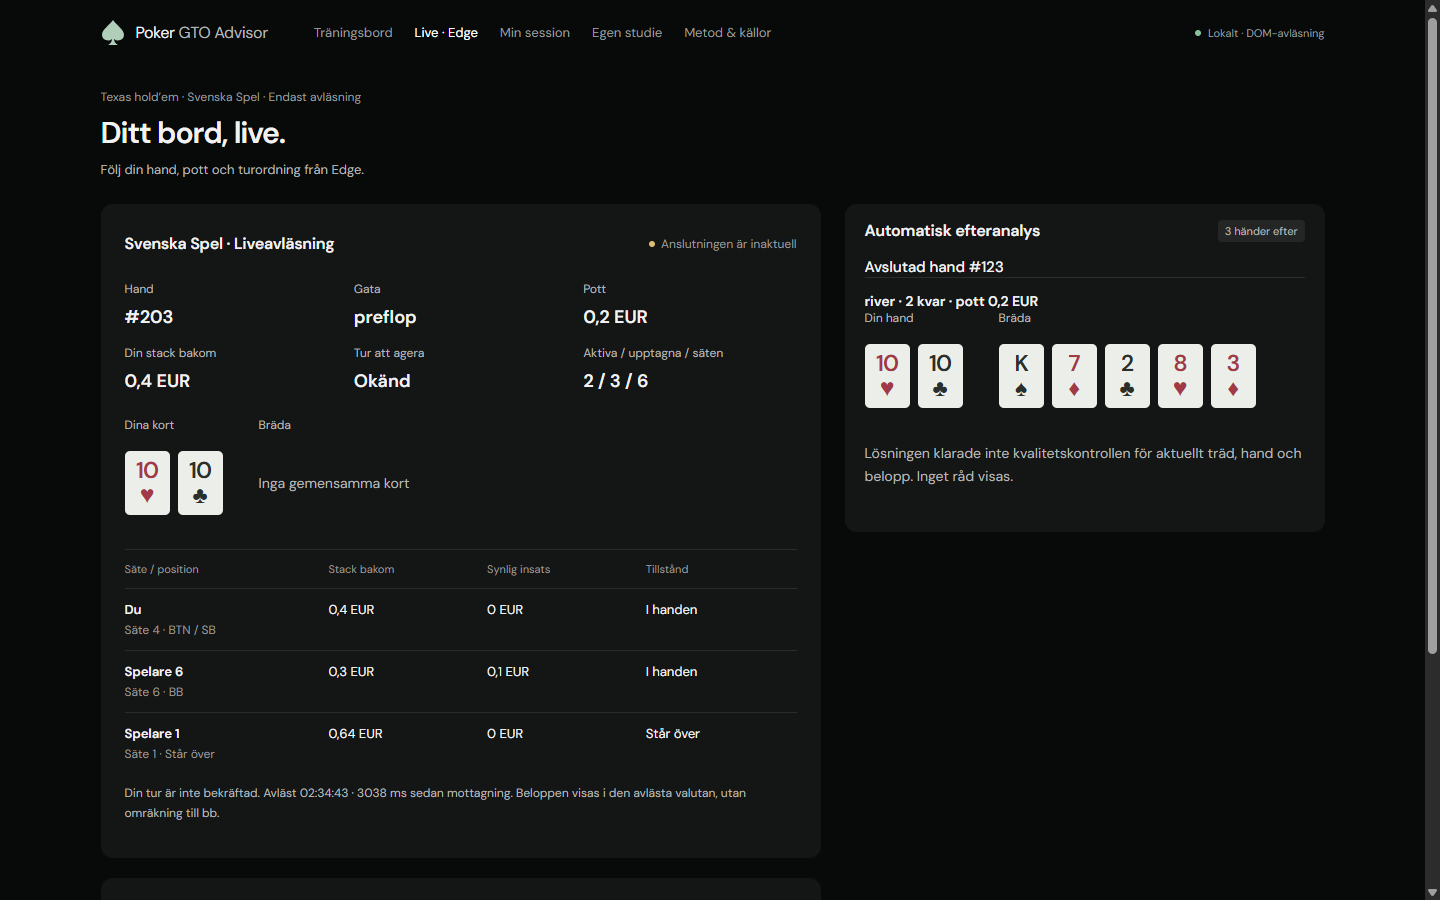 Poker GTO Advisor
Träningsbord
Live · Edge
Min session
Egen studie
Metod & källor
Lokalt · DOM-avläsning
Texas hold'em · Svenska Spel · Endast avläsning
Ditt bord, live.
Följ din hand, pott och turordning från Edge.
Svenska Spel · Liveavläsning
Anslutningen är inaktuell
Hand
Gata
Pott
#203
preflop
0,2 EUR
Din stack bakom
Tur att agera
Aktiva / upptagna / säten
0,4 EUR
Okänd
2 / 3 / 6
Dina kort
Bräda
10♥ 10♣
Inga gemensamma kort
Säte / position
Stack bakom
Synlig insats
Tillstånd
Du
0,4 EUR
0 EUR
I handen
Säte 4 · BTN / SB
Spelare 6
0,3 EUR
0,1 EUR
I handen
Säte 6 · BB
Spelare 1
0,64 EUR
0 EUR
Står över
Säte 1 · Står över
Din tur är inte bekräftad. Avläst 02:34:43 · 3038 ms sedan mottagning. Beloppen visas i den avlästa valutan, utan
omräkning till bb.
Automatisk efteranalys
3 händer efter
Avslutad hand #123
river · 2 kvar · pott 0,2 EUR
Din hand
Bräda
10♥ 10♣
K♠ 7♦ 2♣ 8♥ 3♦
Lösningen klarade inte kvalitetskontrollen för aktuellt träd, hand och
belopp. Inget råd visas.